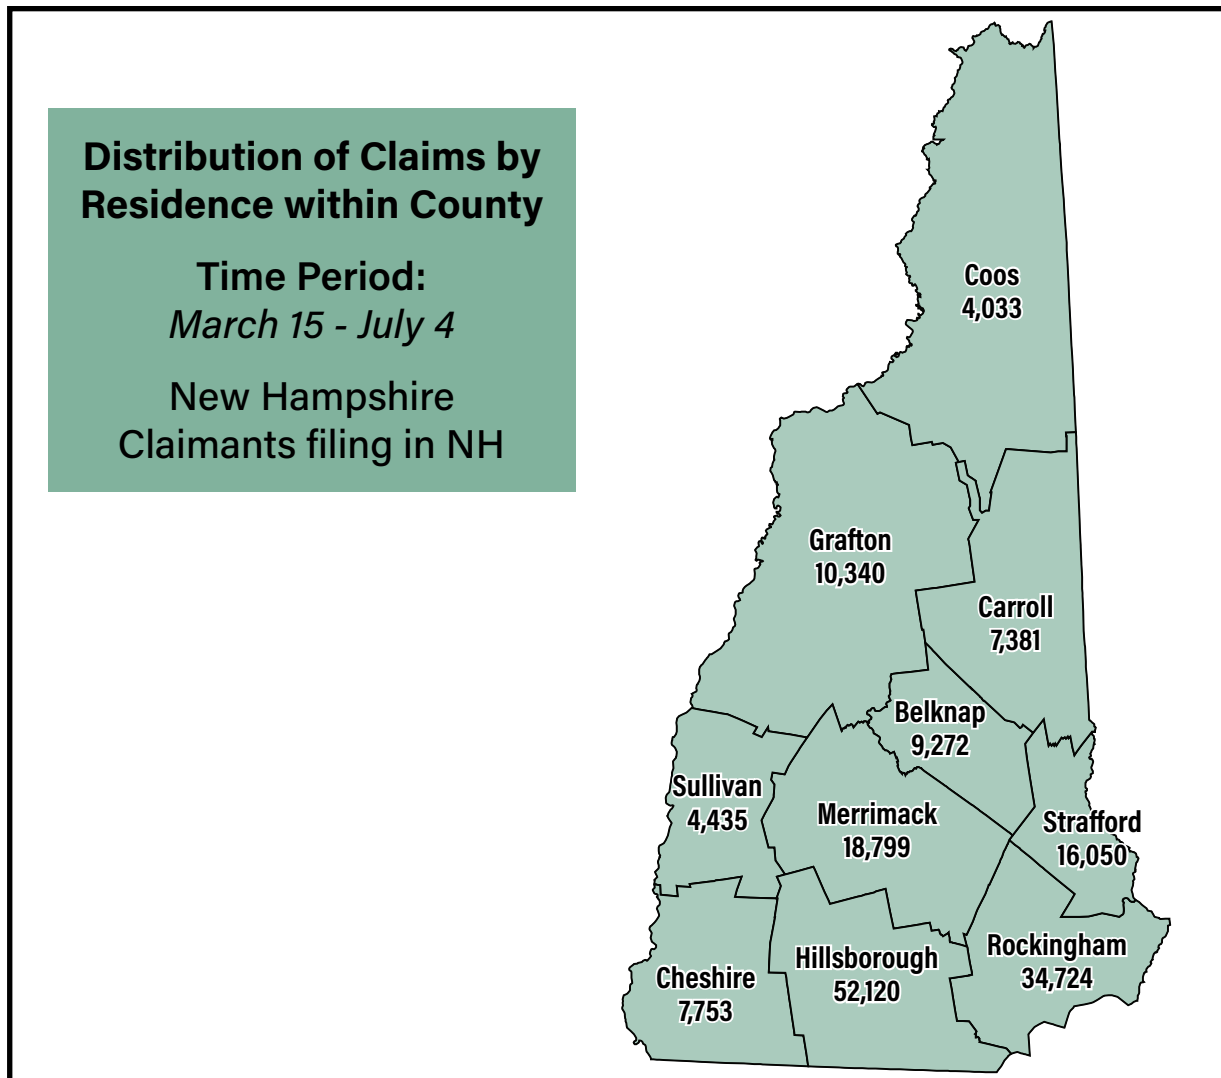 Distribution of Claims by
Residence within County
Time Period:
March 15 - July 4
New Hampshire
Claimants filing in NH
Coos
4,033
Grafton
10,340
Carroll
7,381
Belknap
9,272
Sullivan
4,435
Merrimack
18,799
Strafford
16,050
Rockingham
34,724
Hillsborough
52,120
Cheshire
7,753